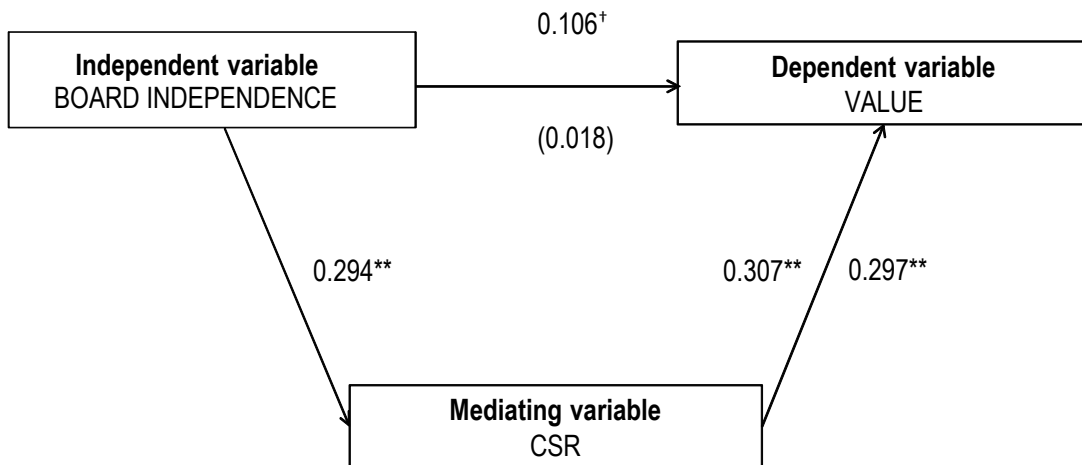 0.106†
Independent variable
BOARD INDEPENDENCE
Dependent variable
VALUE
(0.018)
0.294**
0.307**
0.297**
Mediating variable
CSR